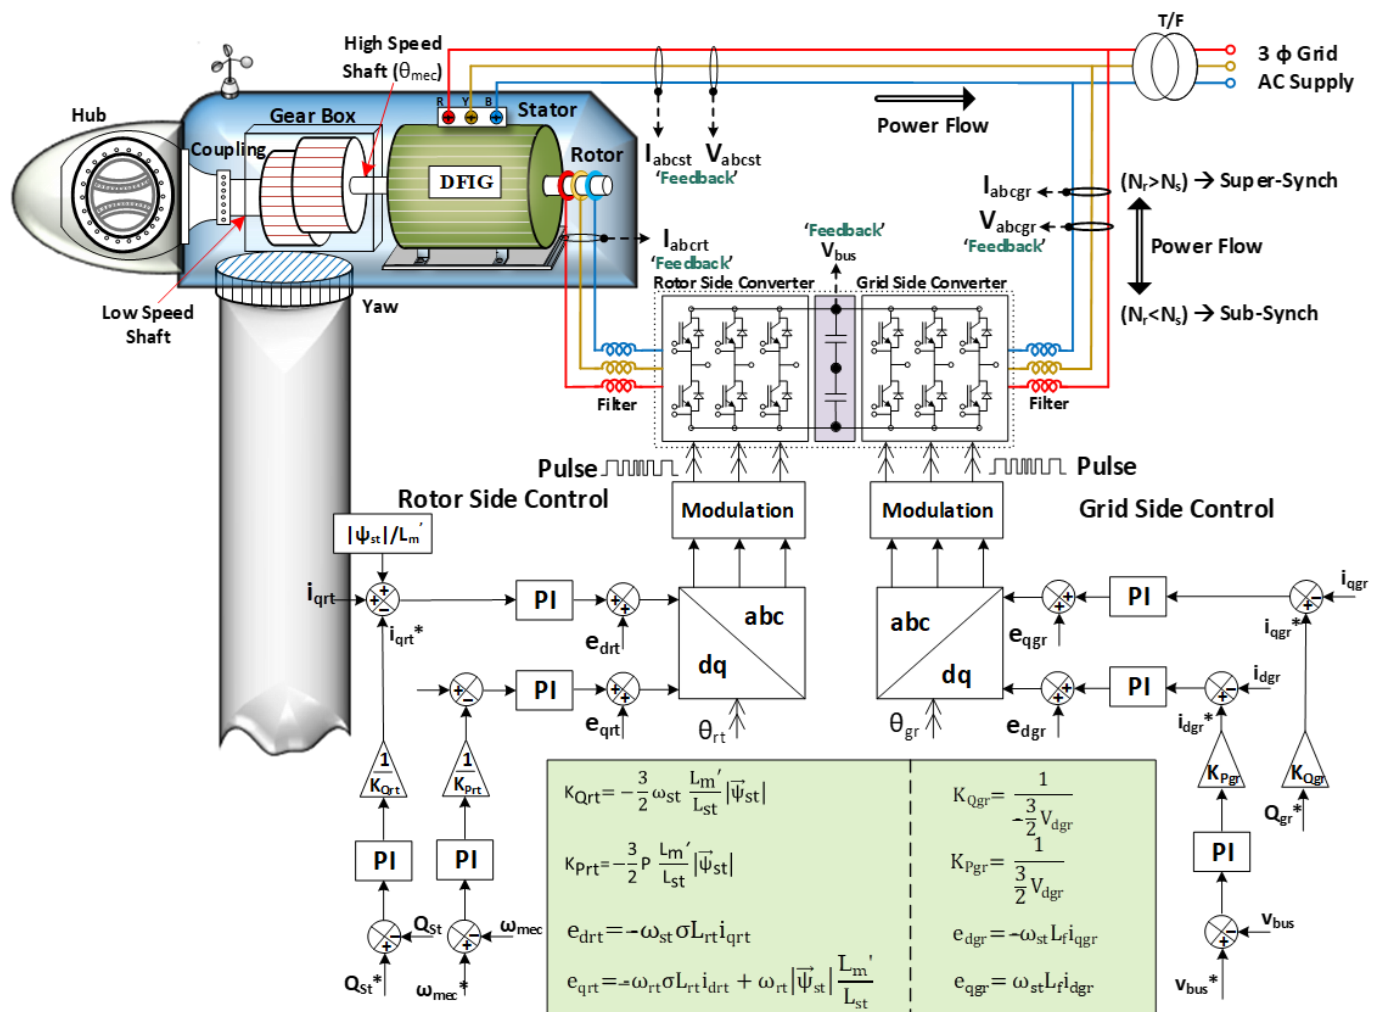 T/F
3 ϕ Grid
AC Supply
High Speed
Shaft (θmec)
Hub
Gear Box
R Y B
Stator
Coupling
Rotor
DFIG
Power Flow
Iabcst
Vabcst
'Feedback'
Iabcgr
Vabcgr
'Feedback'
(Nr>Ns) → Super-Synch
Power Flow
(Nr<Ns) → Sub-Synch
Iabcrt
'Feedback'
'Feedback'
Vbus
Rotor Side Converter
Grid Side Converter
Low Speed
Shaft
Yaw
Filter
Filter
Pulse
Pulse
Rotor Side Control
Grid Side Control
Modulation
Modulation
|ψst|/Lm'
iqrt
+
+
−
iqrt*
PI
+
+
edrt
abc
dq
θrt
+
−
PI
+
+
eqrt
abc
dq
θgr
+
+
eqgr
PI
+
−
iqgr
iqgr*
+
+
edgr
PI
+
−
idgr
idgr*
1
KQrt
1
KPrt
KPgr
KQgr
Qgr*
PI
PI
PI
−
+
QSt
QSt*
−
+
ωmec
ωmec*
−
+
vbus
vbus*
KQrt=−3/2 ωst Lm'/Lst |ψ⃗st|
KPrt=−3/2 P Lm'/Lst |ψ⃗st|
edrt=−ωst σLrt iqrt
eqrt=−ωrt σLrt idrt + ωrt |ψ⃗st| Lm'/Lst
KQgr= 1/(−3/2 Vdgr)
KPgr= 1/(3/2 Vdgr)
edgr=−ωst Lf iqgr
eqgr= ωst Lf idgr